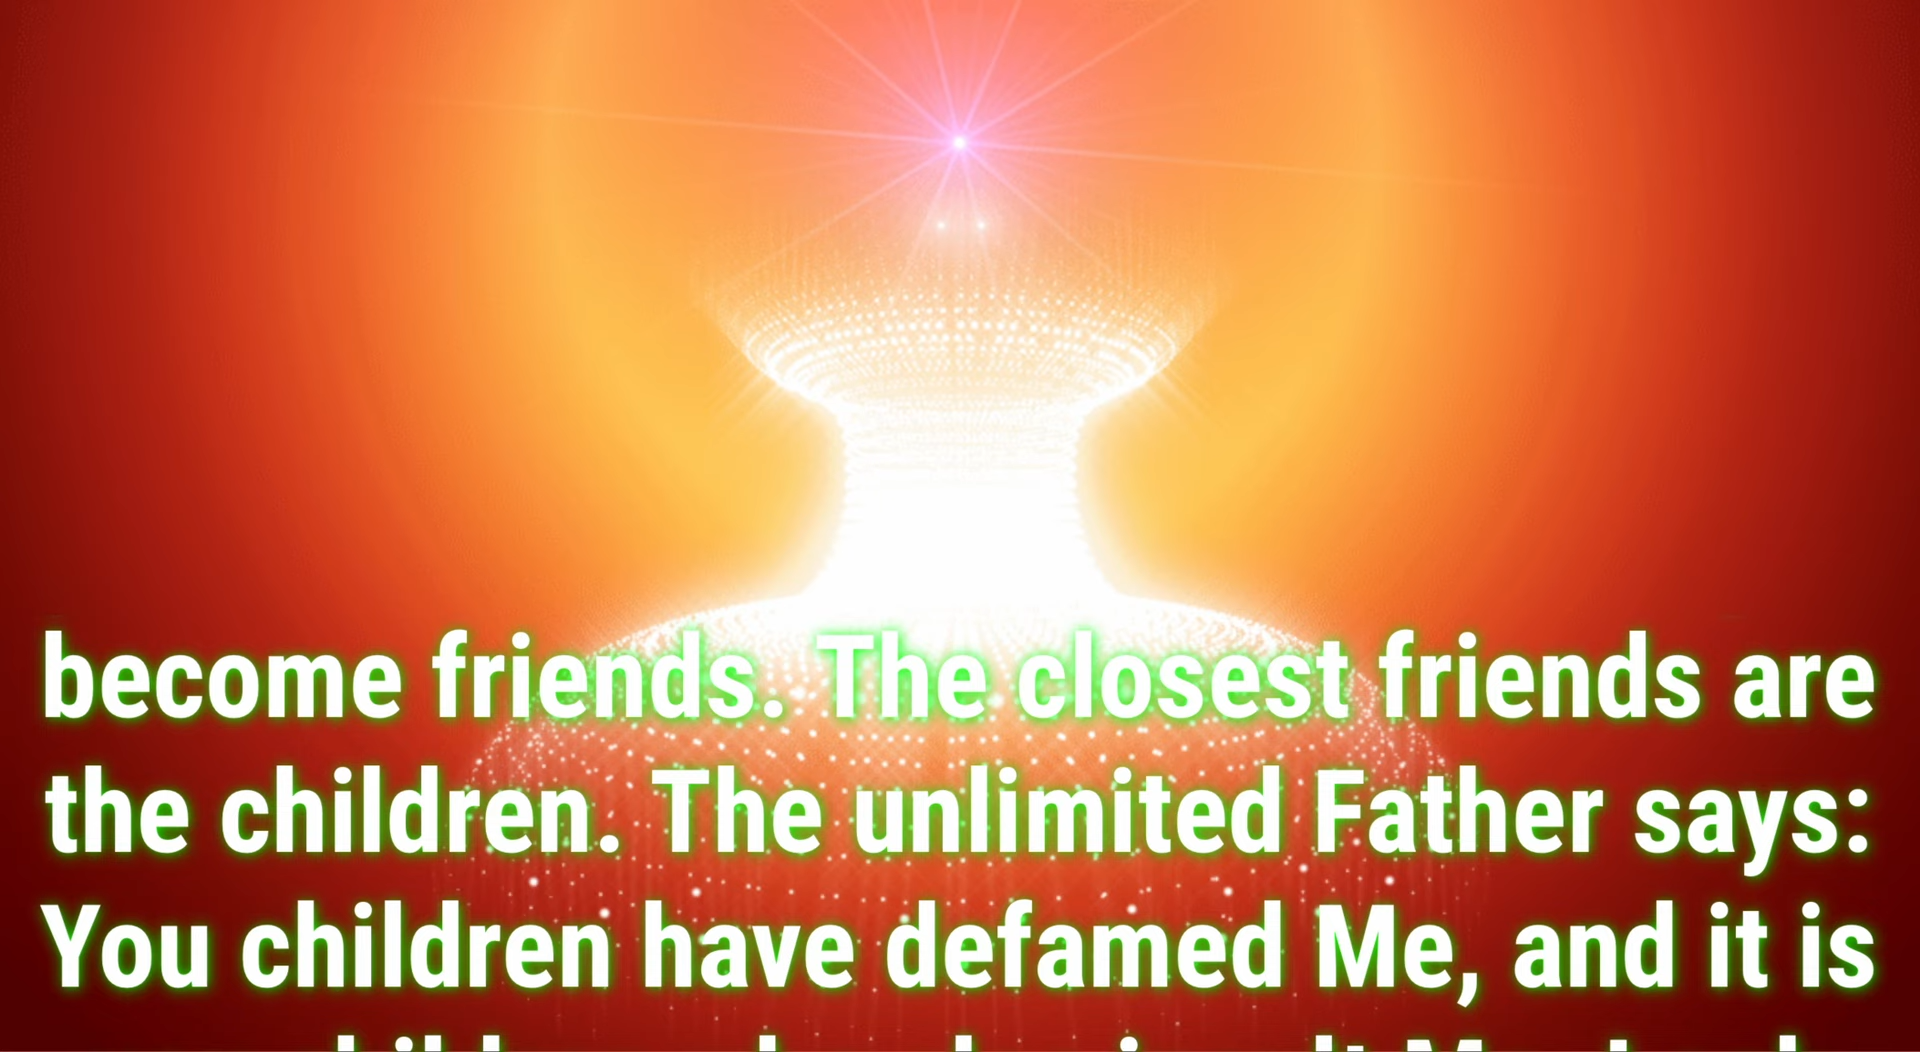 become friends. The closest friends are
the children. The unlimited Father says:
You children have defamed Me, and it is